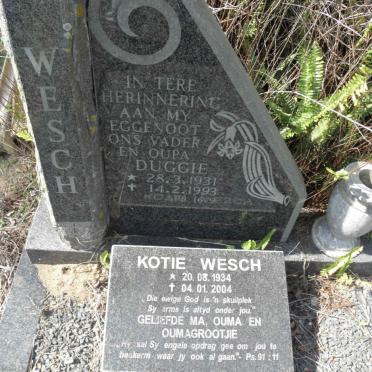 WESCH
IN TERE
HERINNERING
AAN MY
EGGENOOT
ONS VADER
EN OUPA
DUGGIE
* 28.3.1931
✝ 14.2.1993
KOTIE WESCH
* 20.08.1934
✝ 04.01.2004
"Die ewige God is 'n skuilplek
Sy arms is altyd onder jou."
GELIEFDE MA, OUMA EN
OUMAGROOTJIE
"Hy sal Sy engele opdrag gee om jou te
beskerm waar jy ook al gaan." - Ps. 91 : 11